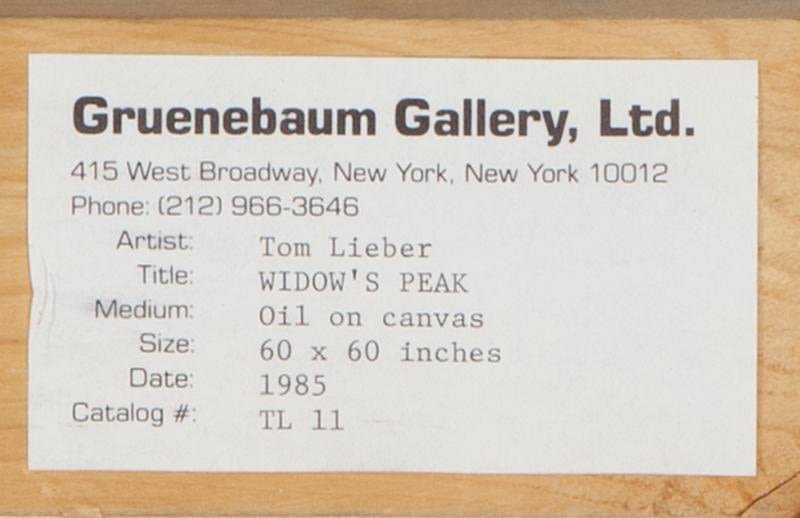 Gruenebaum Gallery, Ltd.
415 West Broadway, New York, New York 10012
Phone: (212) 966-3646
Artist: Tom Lieber
Title: WIDOW'S PEAK
Medium: Oil on canvas
Size: 60 x 60 inches
Date: 1985
Catalog #: TL 11